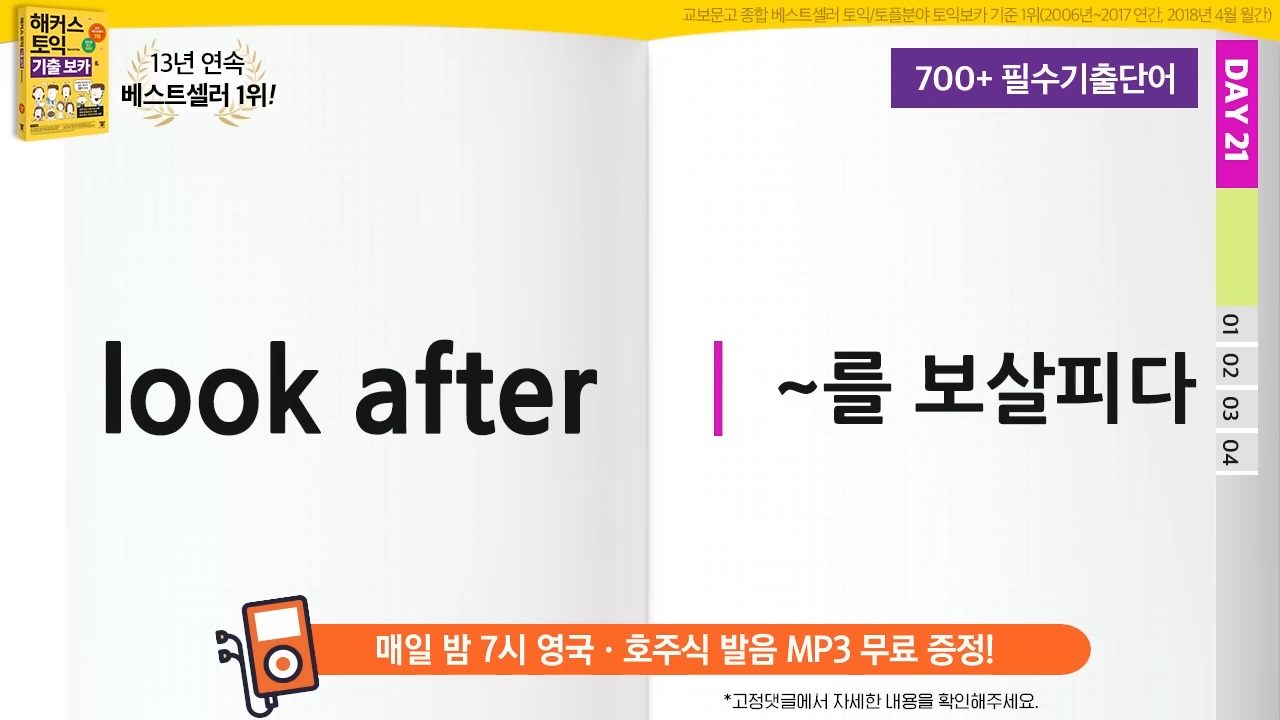 교보문고 종합 베스트셀러 토익/토플분야 토익보카 기준 1위(2006년~2017 연간, 2018년 4월 월간)
해커스
토익
기출 보카
13년 연속
베스트셀러 1위!
700+ 필수기출단어
DAY 21
01
02
03
04
look after
~를 보살피다
매일 밤 7시 영국·호주식 발음 MP3 무료 증정!
*고정댓글에서 자세한 내용을 확인해주세요.